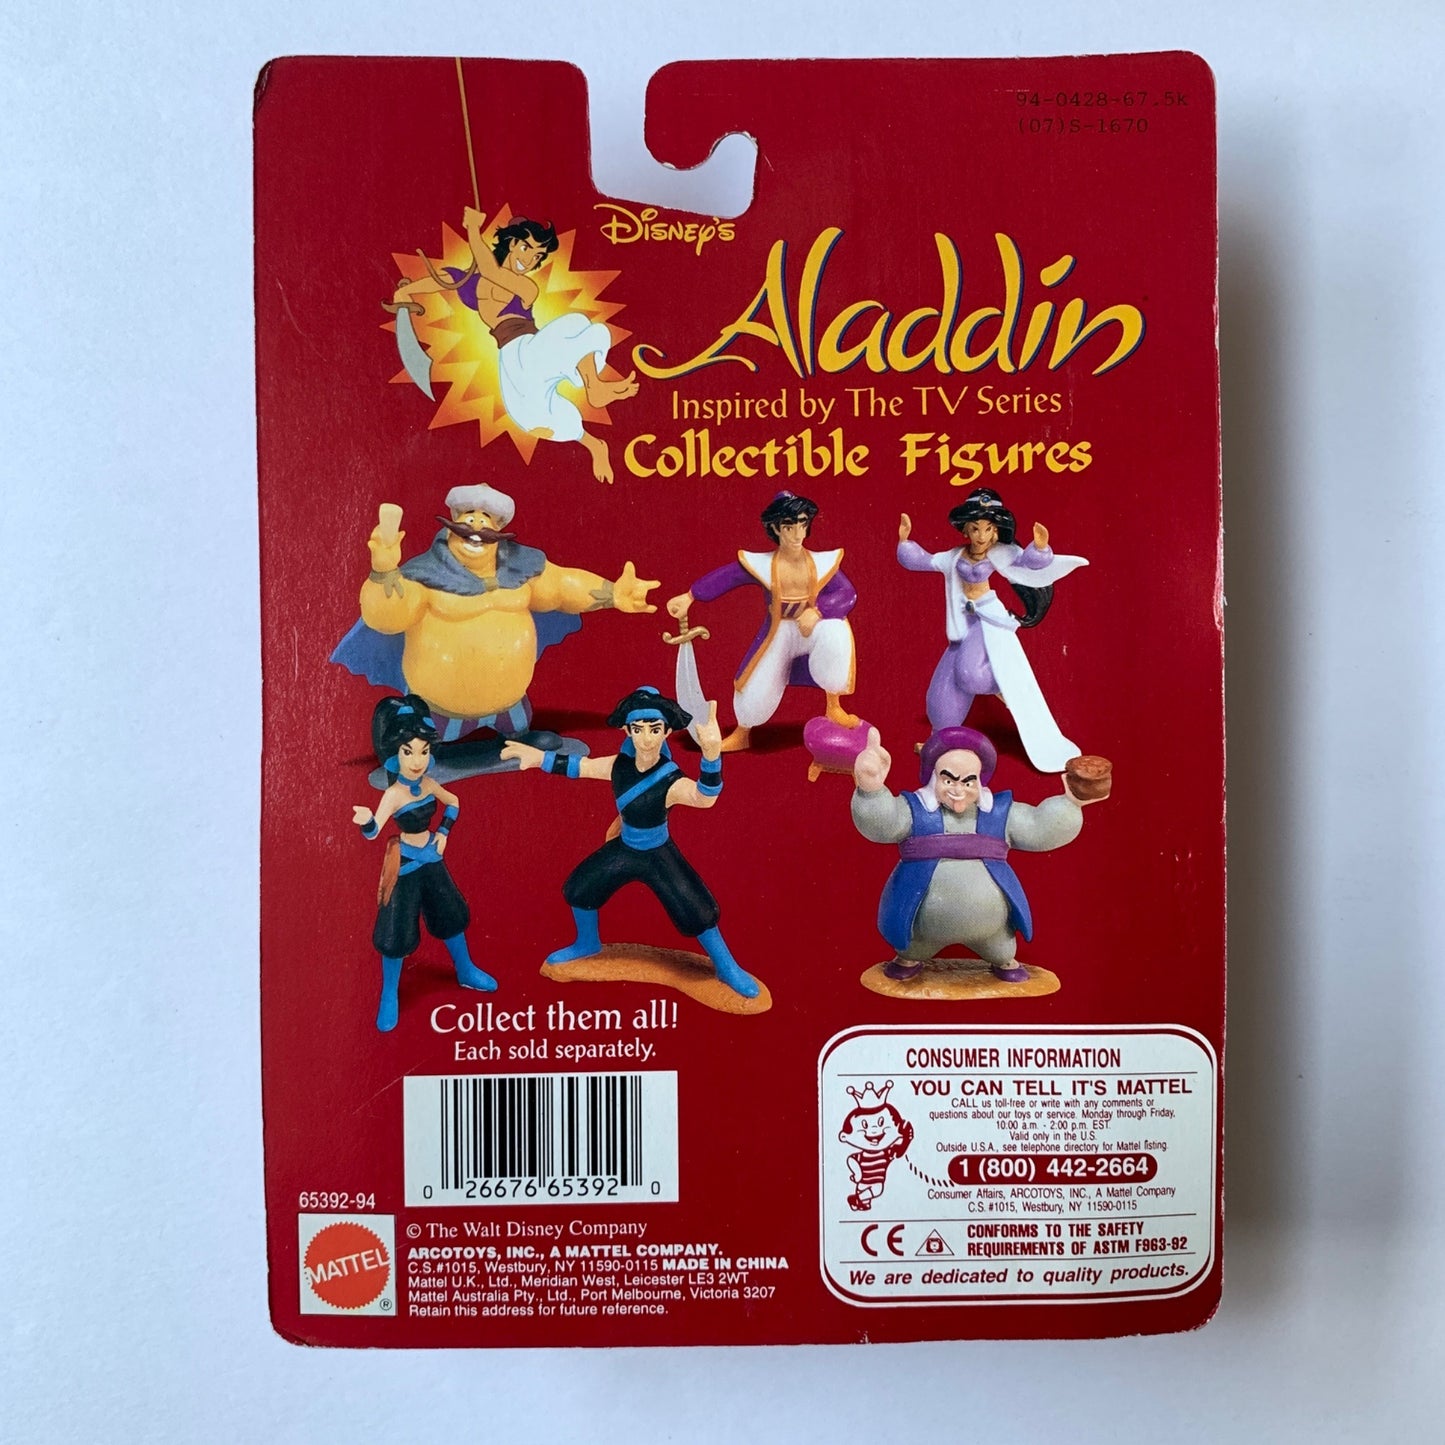 94-0428-67.5K
(07)S-1670
Disney's
Aladdin
Inspired by The TV Series
Collectible Figures
Collect them all!
Each sold separately.
0 26676 65392 0
65392-94
MATTEL
®
© The Walt Disney Company
ARCOTOYS, INC., A MATTEL COMPANY.
C.S.#1015, Westbury, NY 11590-0115 MADE IN CHINA
Mattel U.K., Ltd., Meridian West, Leicester LE3 2WT
Mattel Australia Pty., Ltd., Port Melbourne, Victoria 3207
Retain this address for future reference.
CONSUMER INFORMATION
YOU CAN TELL IT'S MATTEL
CALL us toll-free or write with any comments or
questions about our toys or service. Monday through Friday,
10:00 a.m. - 2:00 p.m. EST.
Valid only in the U.S.
Outside U.S.A., see telephone directory for Mattel listing.
1 (800) 442-2664
Consumer Affairs, ARCOTOYS, INC., A Mattel Company
C.S. #1015, Westbury, NY 11590-0115
CE
CONFORMS TO THE SAFETY
REQUIREMENTS OF ASTM F963-92
We are dedicated to quality products.